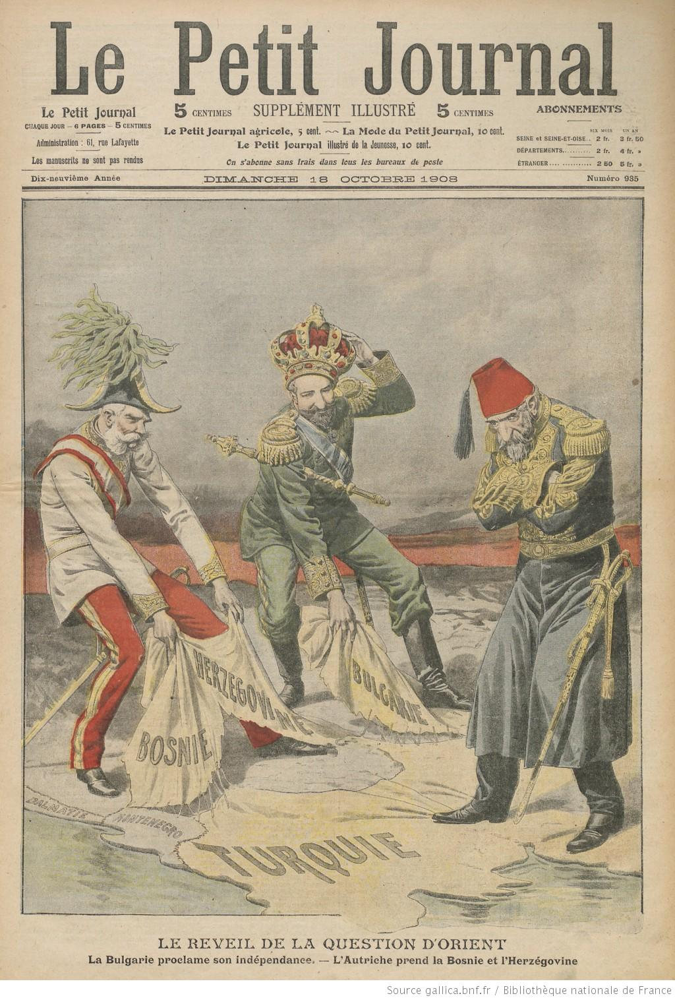 Le Petit Journal
Le Petit Journal
CHAQUE JOUR – 6 PAGES – 5 CENTIMES
Administration : 61, rue Lafayette
Les manuscrits ne sont pas rendus
5 CENTIMES SUPPLÉMENT ILLUSTRÉ 5 CENTIMES
Le Petit Journal agricole, 5 cent. ~~ La Mode du Petit Journal, 10 cent.
Le Petit Journal illustré de la Jeunesse, 10 cent.
On s'abonne sans frais dans tous les bureaux de poste
ABONNEMENTS
SIX MOIS UN AN
SEINE et SEINE-ET-OISE.. 2 fr. 3 fr. 50
DÉPARTEMENTS.......... 2 fr. 4 fr. »
ÉTRANGER .... ........... 2 50 5 fr. »
Dix-neuvième Année
DIMANCHE 18 OCTOBRE 1908
Numéro 935
HERZEGOVINE
BULGARIE
BOSNIE
DALMATIE
MONTENEGRO
TURQUIE
LE REVEIL DE LA QUESTION D'ORIENT
La Bulgarie proclame son indépendance. — L'Autriche prend la Bosnie et l'Herzégovine
Source gallica.bnf.fr / Bibliothèque nationale de France